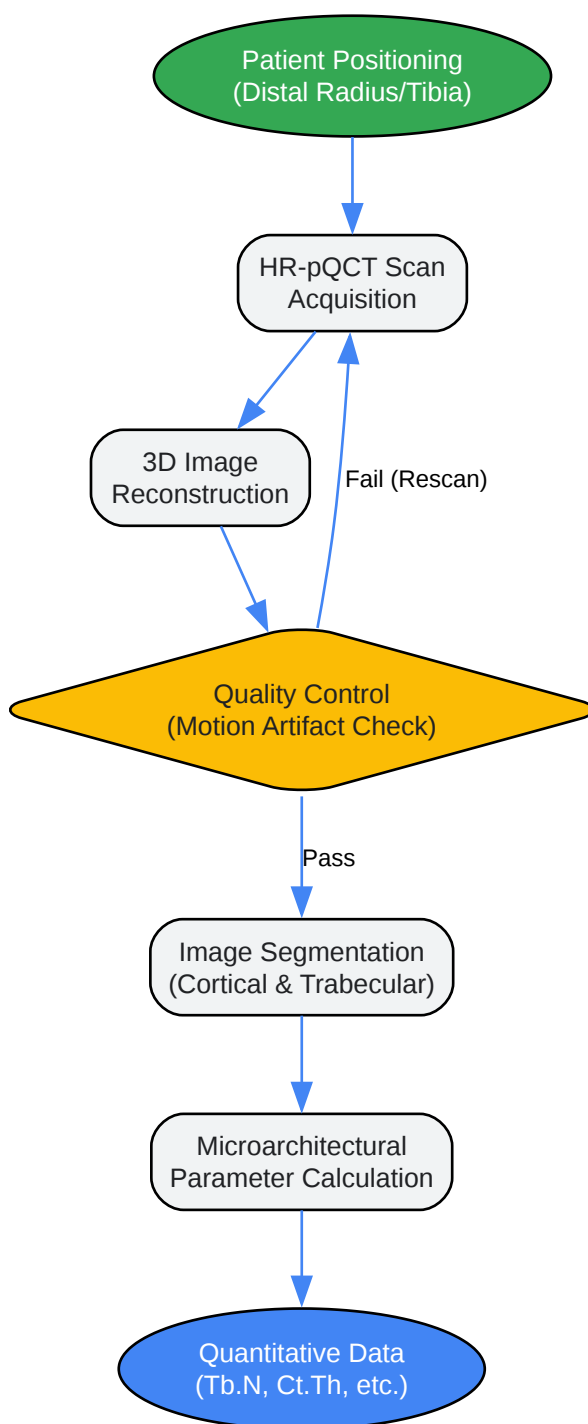 Patient Positioning
(Distal Radius/Tibia)
HR-pQCT Scan
Acquisition
3D Image
Reconstruction
Fail (Rescan)
Quality Control
(Motion Artifact Check)
Pass
Image Segmentation
(Cortical & Trabecular)
Microarchitectural
Parameter Calculation
Quantitative Data
(Tb.N, Ct.Th, etc.)